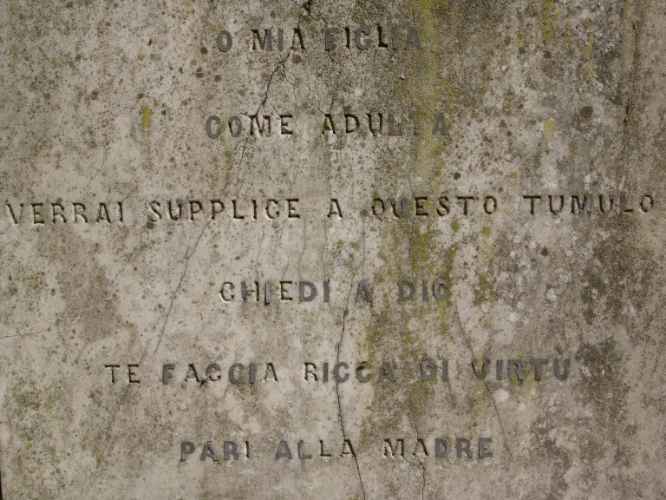 O MIA FIGLIA
COME ADULTA
VERRAI SUPPLICE A QUESTO TUMULO
CHIEDI A DIO
TE FACCIA RICCA DI VIRTÙ
PARI ALLA MADRE